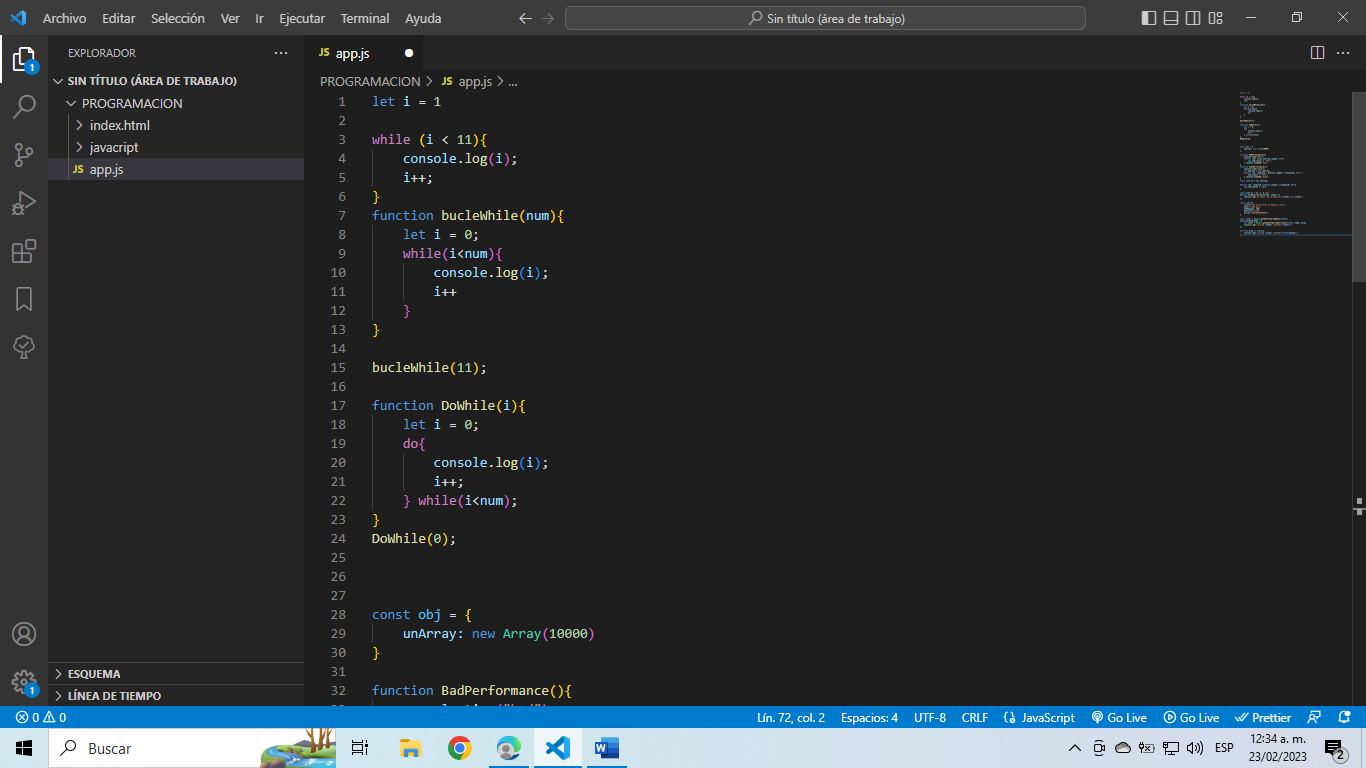 Archivo Editar Selección Ver Ir Ejecutar Terminal Ayuda
Sin título (área de trabajo)
EXPLORADOR
JS app.js
SIN TÍTULO (ÁREA DE TRABAJO)
PROGRAMACION
index.html
javacript
JS app.js
PROGRAMACION > JS app.js > ...
1 let i = 1
2
3 while (i < 11){
4 console.log(i);
5 i++;
6 }
7 function bucleWhile(num){
8 let i = 0;
9 while(i<num){
10 console.log(i);
11 i++
12 }
13 }
14
15 bucleWhile(11);
16
17 function DoWhile(i){
18 let i = 0;
19 do{
20 console.log(i);
21 i++;
22 } while(i<num);
23 }
24 DoWhile(0);
25
26
27
28 const obj = {
29 unArray: new Array(10000)
30 }
31
32 function BadPerformance(){
1
1
ESQUEMA
LÍNEA DE TIEMPO
0 0
Lín. 72, col. 2 Espacios: 4 UTF-8 CRLF {} JavaScript Go Live Go Live Prettier
Buscar
ESP
12:34 a. m.
23/02/2023
2